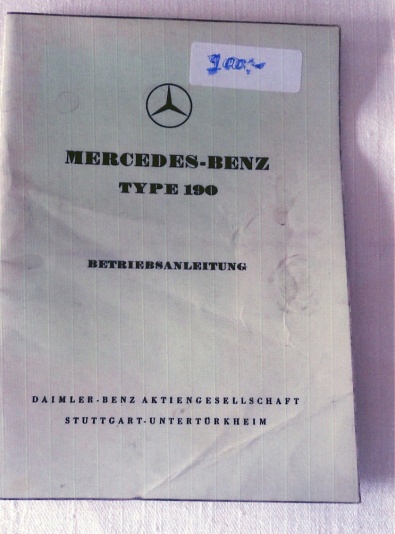 MERCEDES-BENZ
TYPE 190
BETRIEBSANLEITUNG
DAIMLER-BENZ AKTIENGESELLSCHAFT
STUTTGART-UNTERTÜRKHEIM